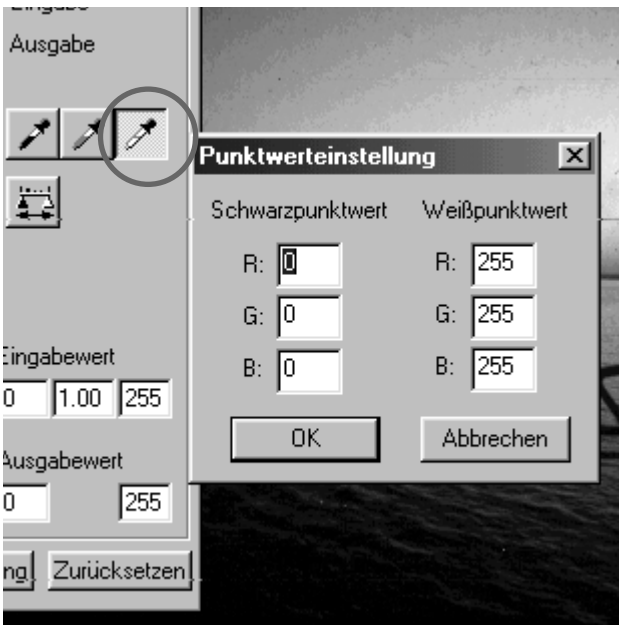 Ausgabe
Punktwerteinstellung
Schwarzpunktwert Weißpunktwert
R: 0 R: 255
G: 0 G: 255
B: 0 B: 255
OK Abbrechen
Eingabewert
0 1.00 255
Ausgabewert
0 255
ng Zurücksetzen